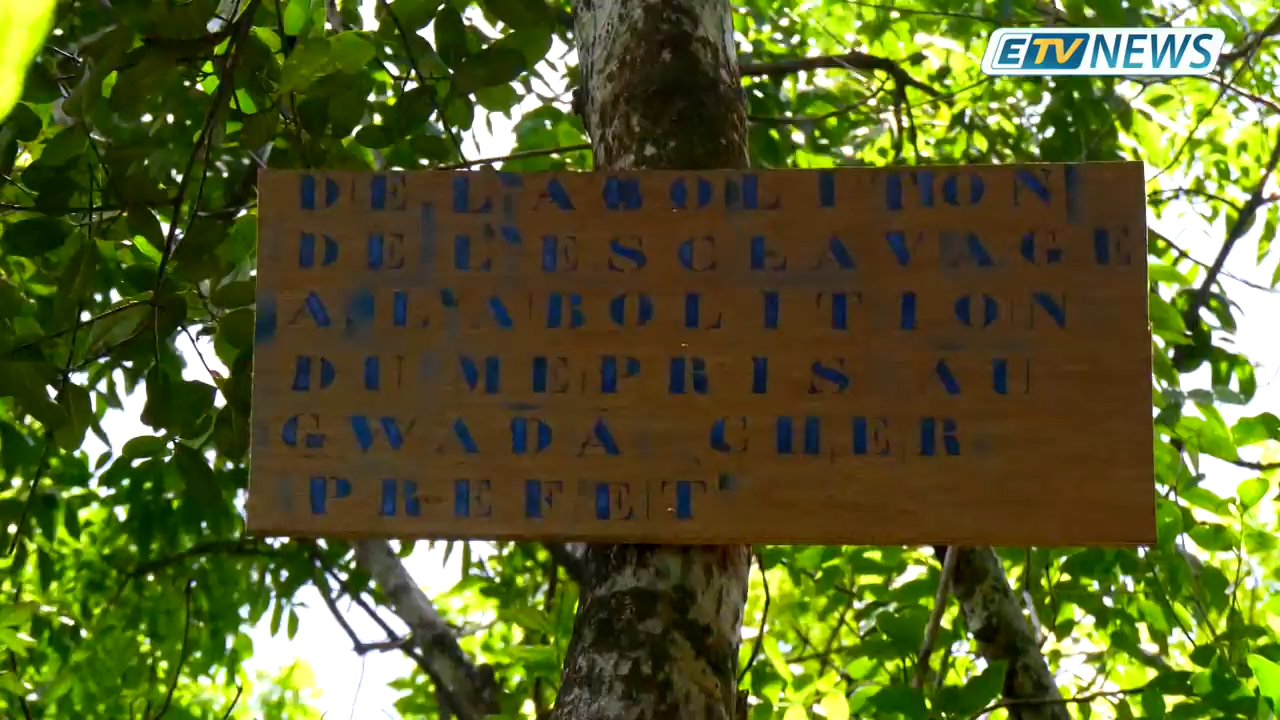 ETV NEWS
DE L'ABOLITION
DE L'ESCLAVAGE
A L'ABOLITION
DU MEPRIS AU
GWADA CHER
PREFET